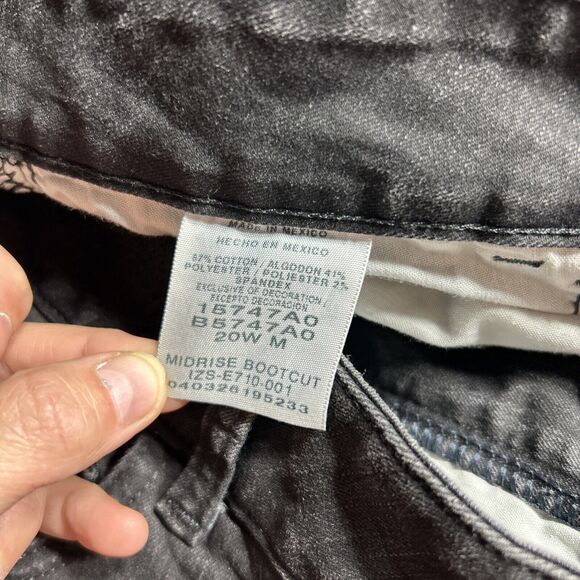 MADE IN MEXICO
HECHO EN MEXICO
57% COTTON / ALGODON 41%
POLYESTER / POLIESTER 2%
SPANDEX
EXCLUSIVE OF DECORATION /
EXCEPTO DECORACION
15747A0
B5747A0
20W M
MIDRISE BOOTCUT
IZS-E710-001
040326195233